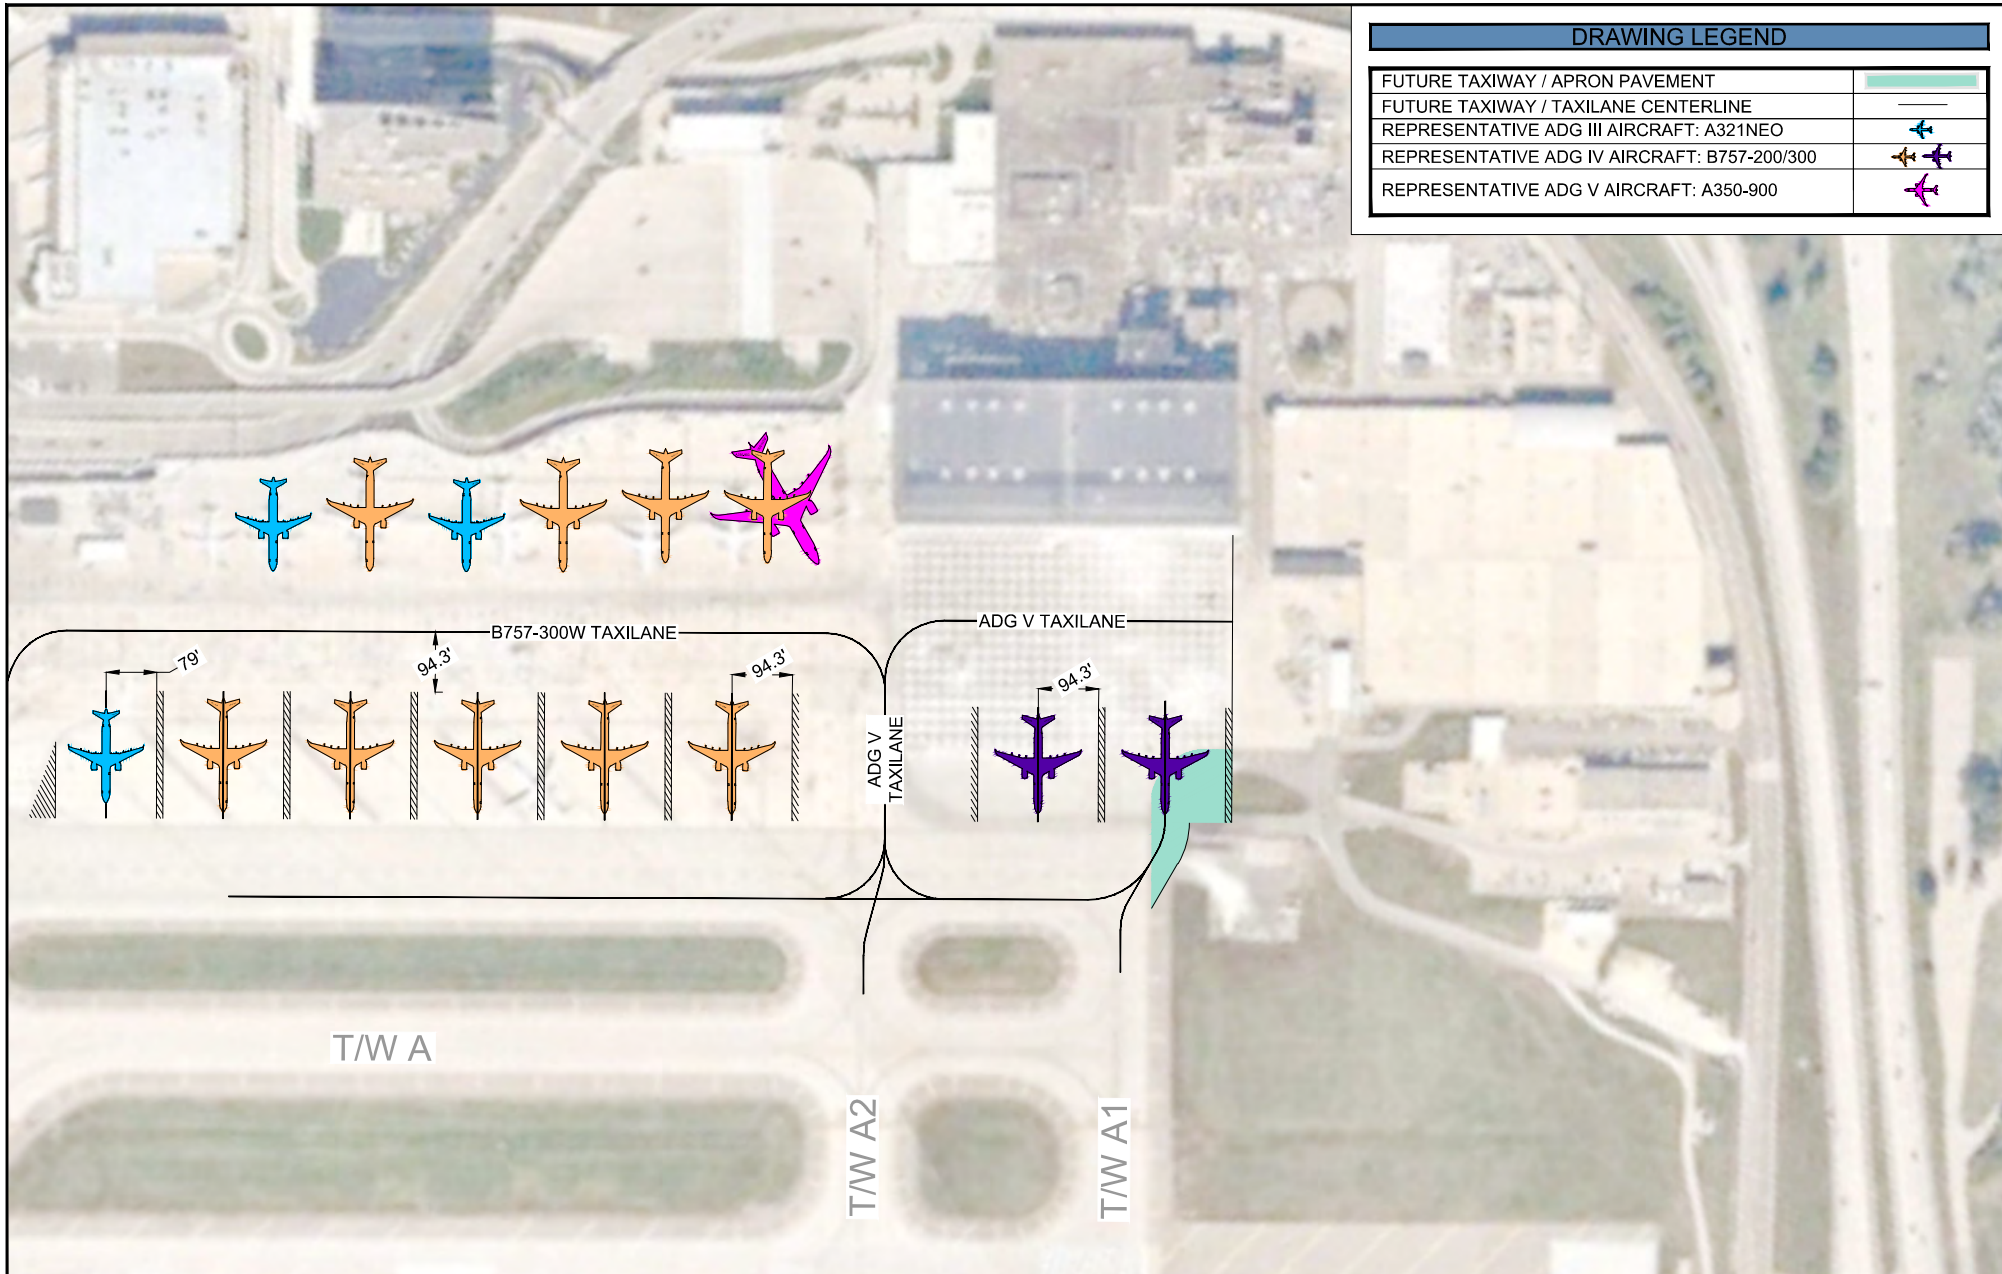 DRAWING LEGEND
FUTURE TAXIWAY / APRON PAVEMENT
FUTURE TAXIWAY / TAXILANE CENTERLINE
REPRESENTATIVE ADG III AIRCRAFT: A321NEO
REPRESENTATIVE ADG IV AIRCRAFT: B757-200/300
REPRESENTATIVE ADG V AIRCRAFT: A350-900
B757-300W TAXILANE
ADG V TAXILANE
79'
94.3'
94.3'
94.3'
ADG V
TAXILANE
T/W A
T/W A2
T/W A1